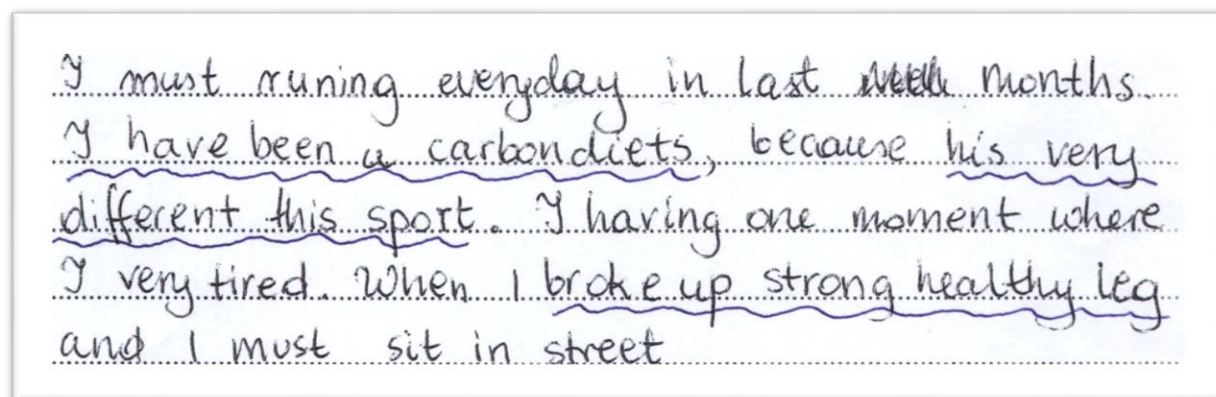 I must runing everyday in last months.
I have been a carbondiets, because his very
different this sport. I having one moment where
I very tired. When I broke up strong healthy leg
and I must sit in street